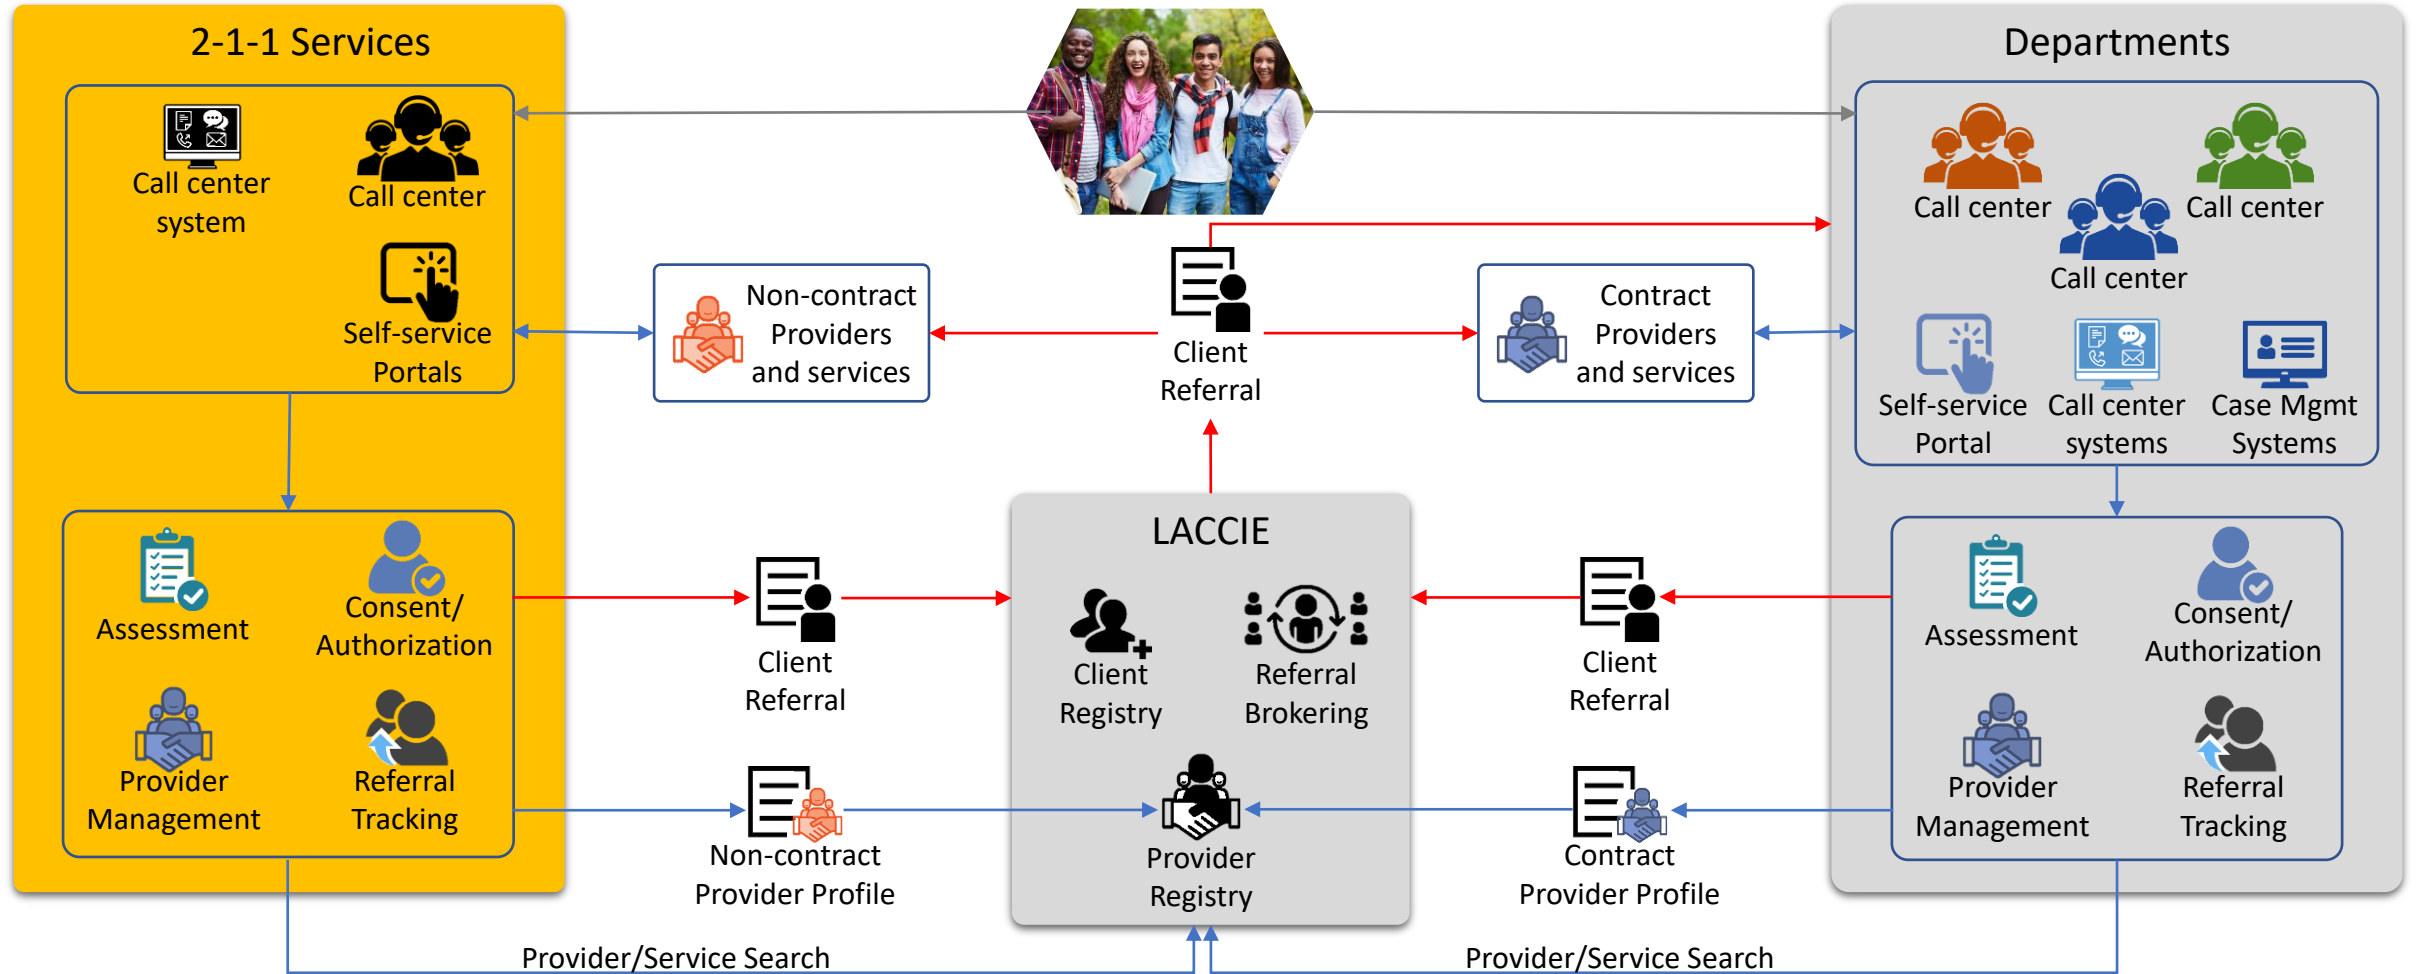 2-1-1 Services
Call center
system
Call center
Self-service
Portals
Assessment
Consent/
Authorization
Provider
Management
Referral
Tracking
Non-contract
Providers
and services
Client
Referral
Contract
Providers
and services
Client
Referral
Non-contract
Provider Profile
LACCIE
Client
Registry
Referral
Brokering
Provider
Registry
Client
Referral
Contract
Provider Profile
Departments
Call center
Call center
Call center
Self-service
Portal
Call center
systems
Case Mgmt
Systems
Assessment
Consent/
Authorization
Provider
Management
Referral
Tracking
Provider/Service Search
Provider/Service Search